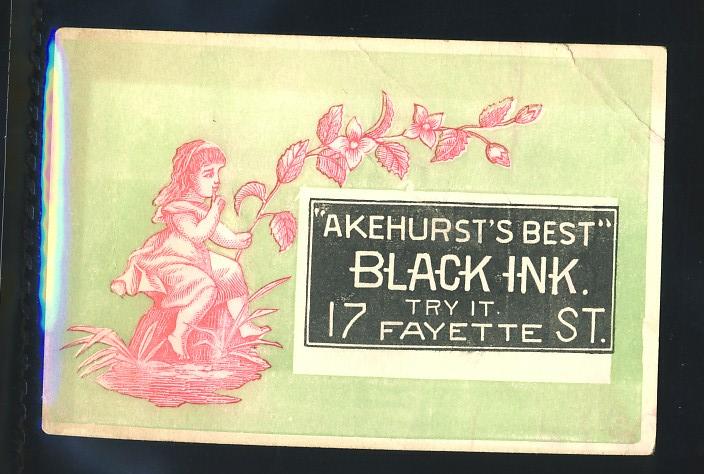 "AKEHURST'S BEST"
BLACK INK.
TRY IT.
17 FAYETTE ST.